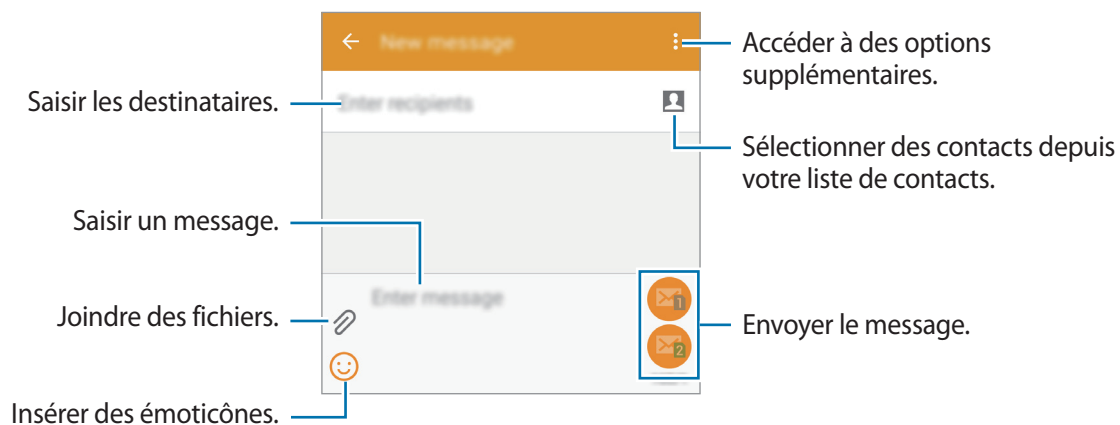 New message
Accéder à des options
supplémentaires.
Saisir les destinataires.
Enter recipients
Sélectionner des contacts depuis
votre liste de contacts.
Saisir un message.
Enter message
1
Joindre des fichiers.
Envoyer le message.
2
Insérer des émoticônes.